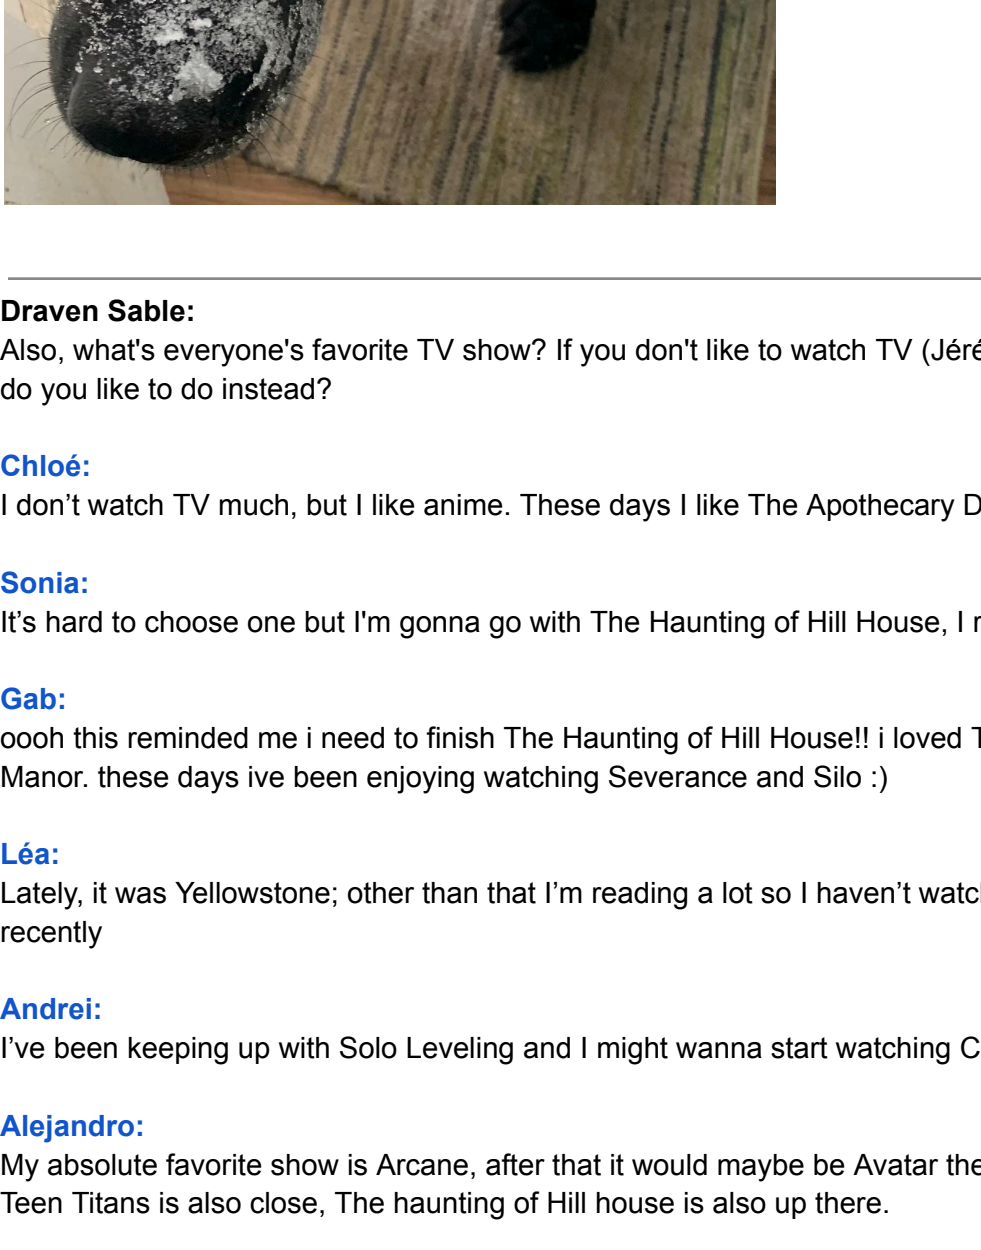 Draven Sable:
Also, what's everyone's favorite TV show? If you don't like to watch TV (Jéré
do you like to do instead?
Chloé:
I don’t watch TV much, but I like anime. These days I like The Apothecary D
Sonia:
It’s hard to choose one but I'm gonna go with The Haunting of Hill House, I r
Gab:
oooh this reminded me i need to finish The Haunting of Hill House!! i loved T
Manor. these days ive been enjoying watching Severance and Silo :)
Léa:
Lately, it was Yellowstone; other than that I’m reading a lot so I haven’t watc
recently
Andrei:
I’ve been keeping up with Solo Leveling and I might wanna start watching C
Alejandro:
My absolute favorite show is Arcane, after that it would maybe be Avatar the
Teen Titans is also close, The haunting of Hill house is also up there.